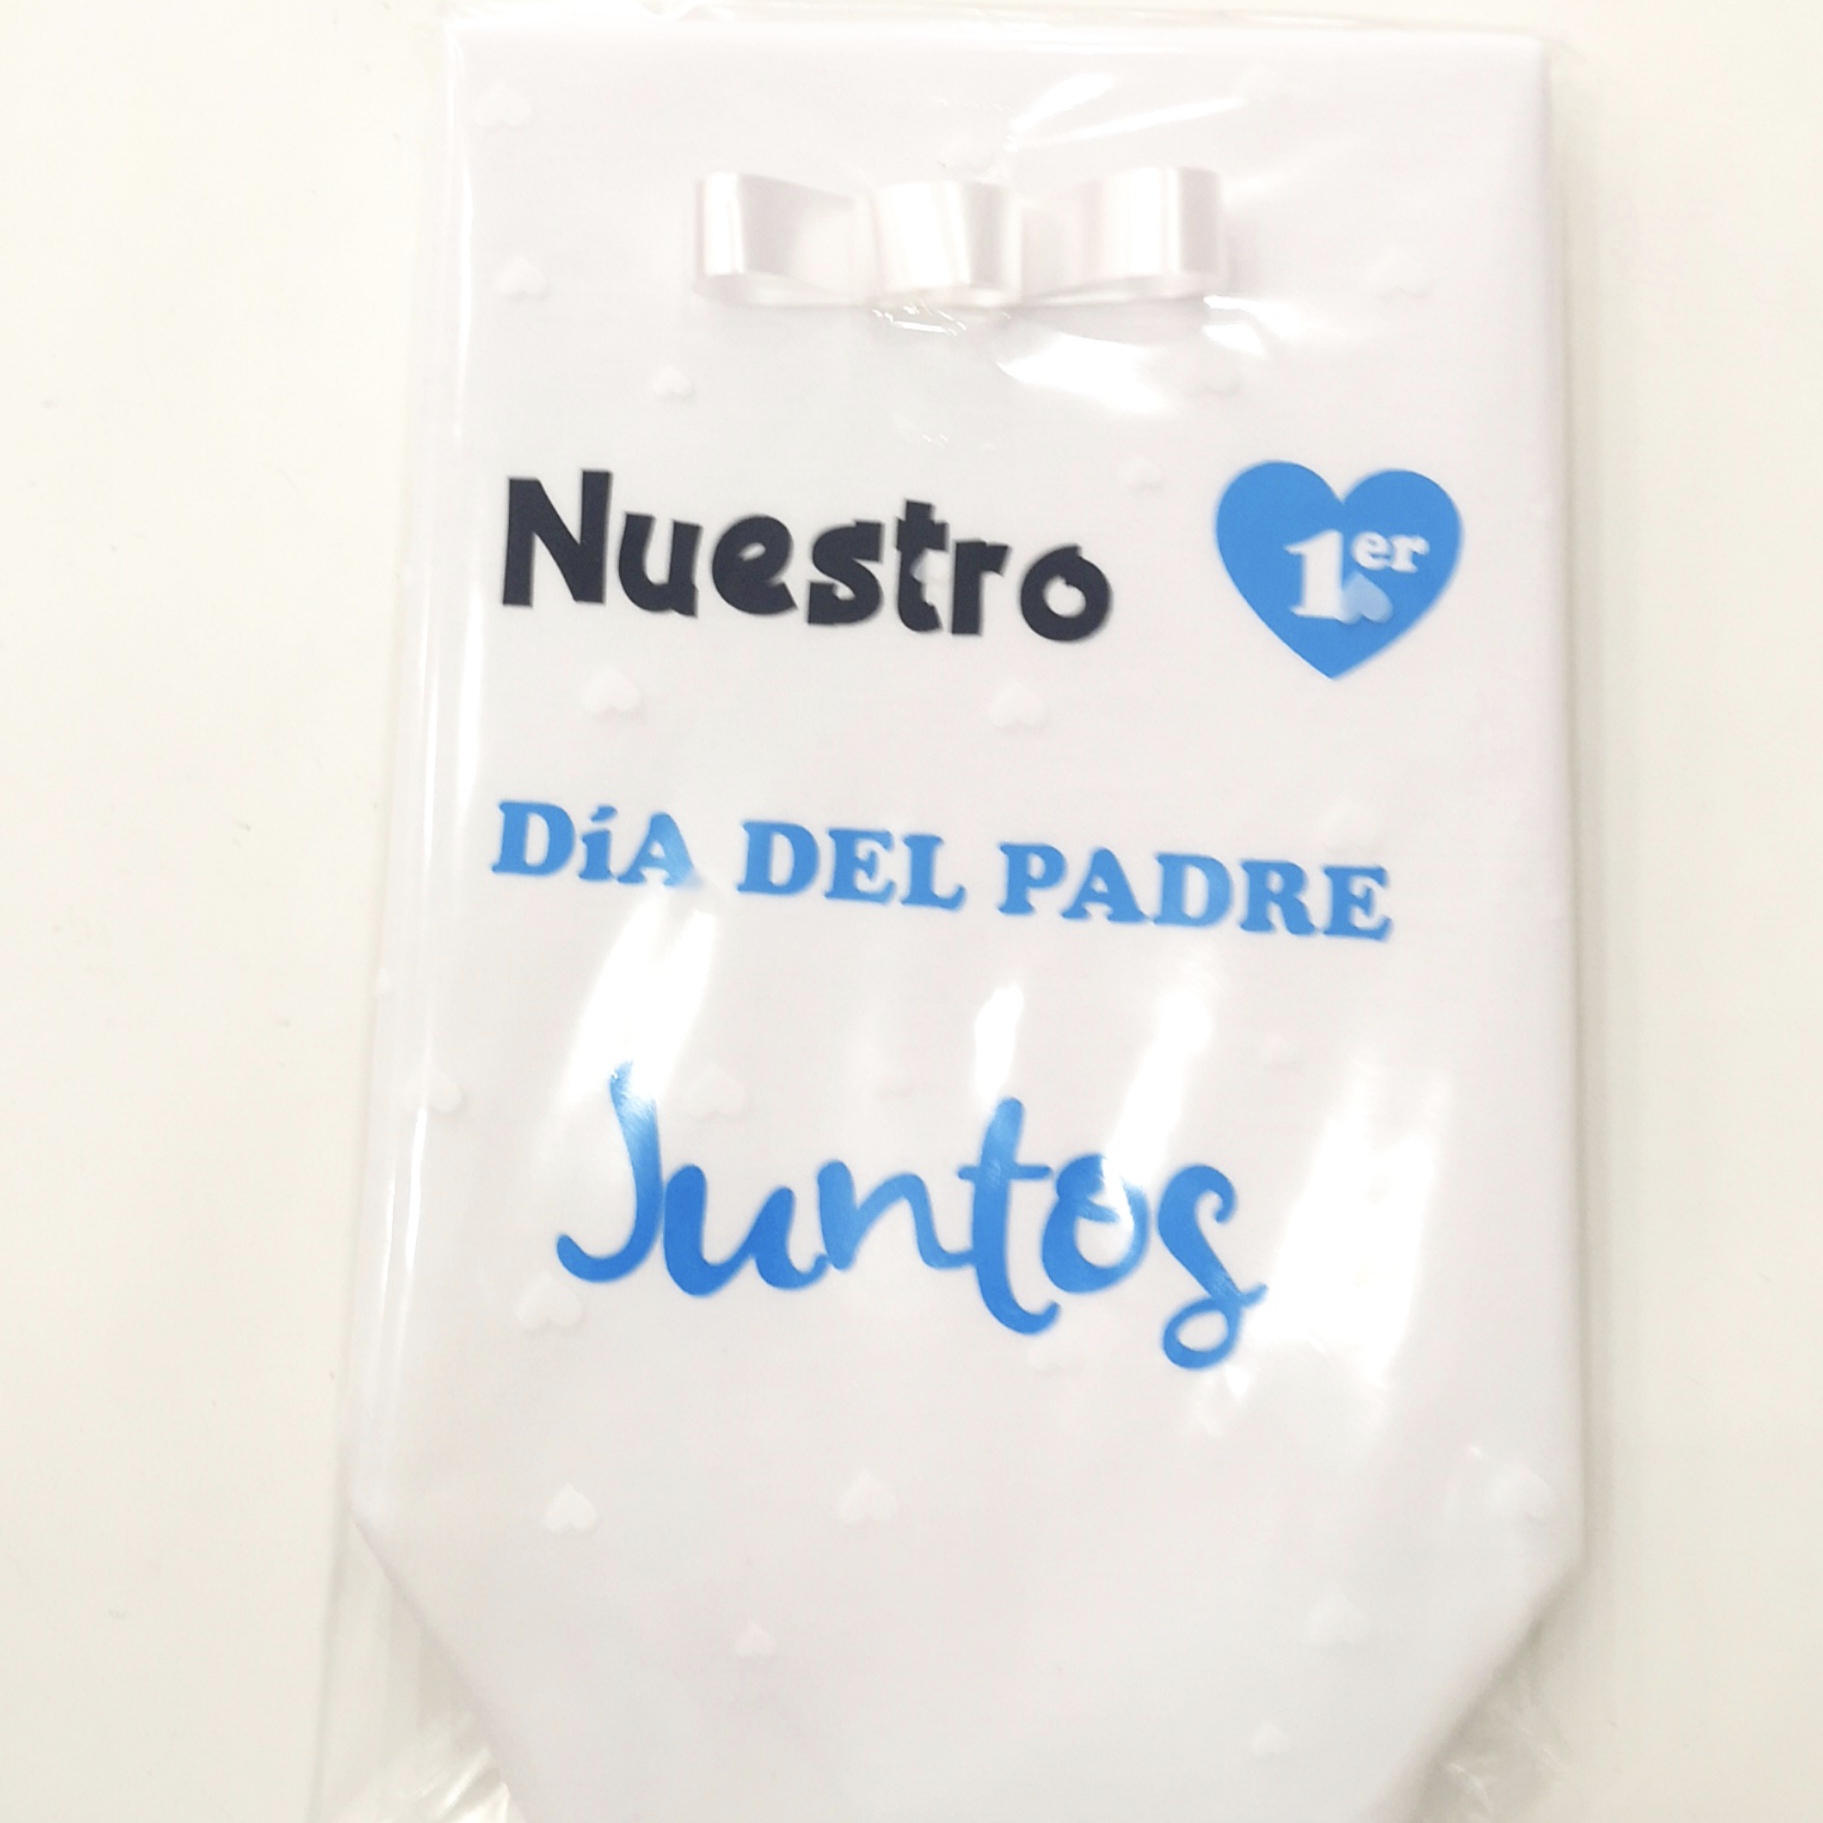 Nuestro 1er
Día DEL PADRE
Juntos